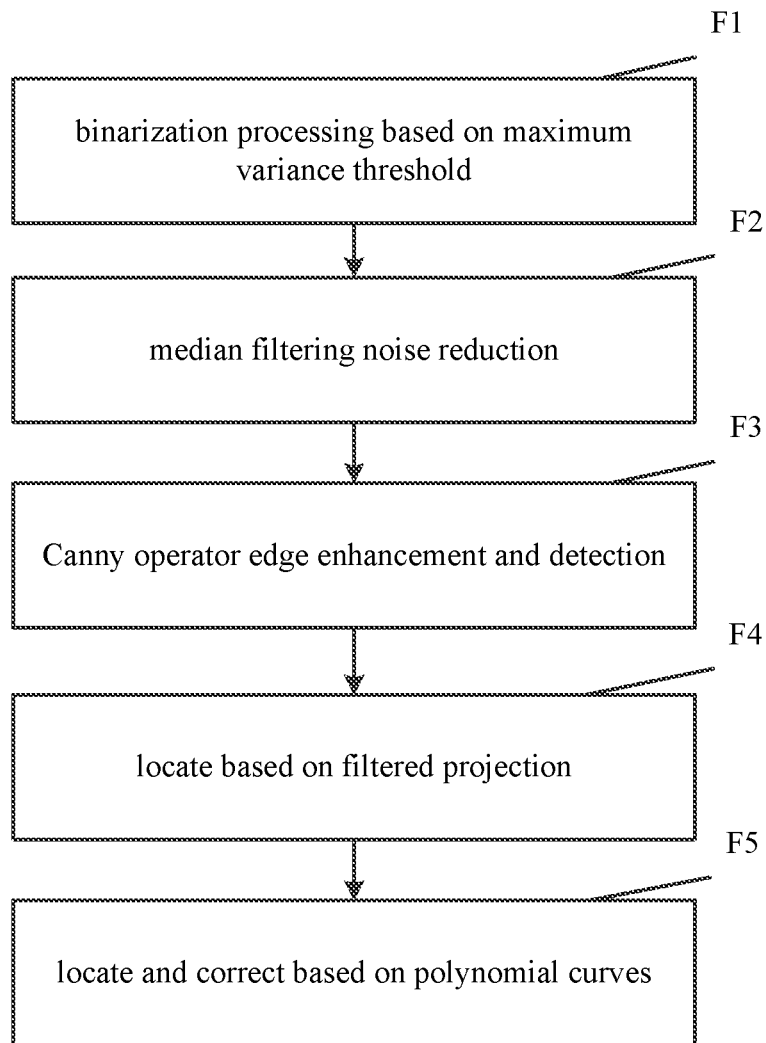 F1
binarization processing based on maximum
variance threshold
F2
median filtering noise reduction
F3
Canny operator edge enhancement and detection
F4
locate based on filtered projection
F5
locate and correct based on polynomial curves